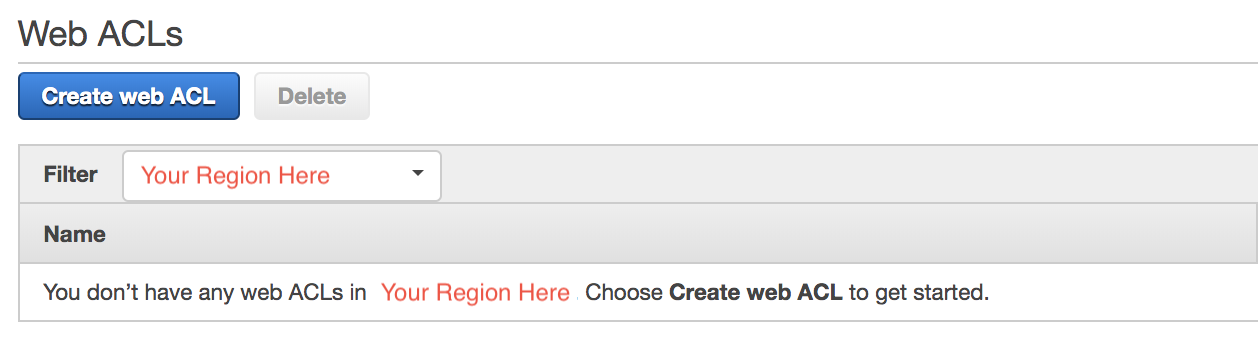 Web ACLs
Create web ACL Delete
Filter Your Region Here
Name
You don't have any web ACLs in Your Region Here. Choose Create web ACL to get started.